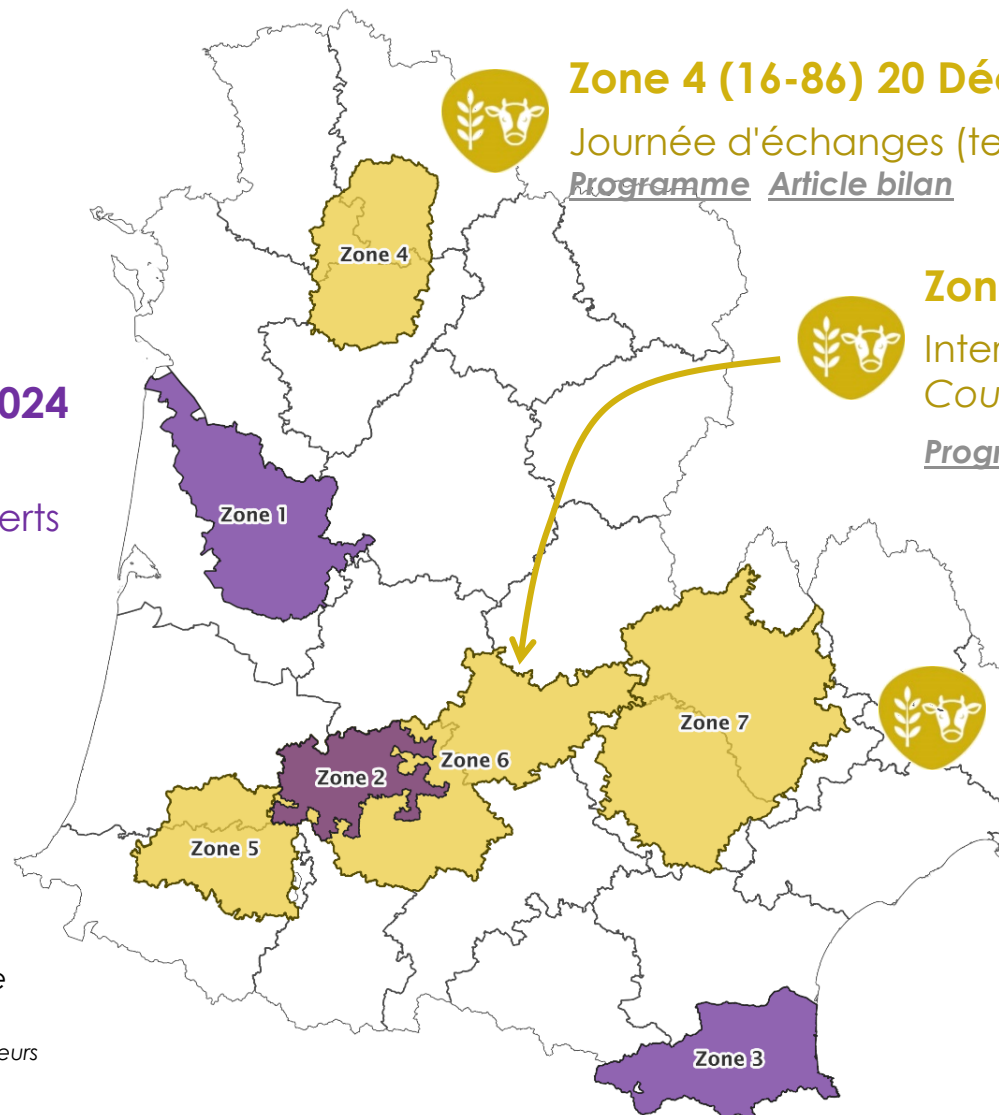 Zone 4 (16-86) 20 Déc
Journée d'échanges (te
Programme Article bilan
Zone 4
Zon
Inter
Cou
Progr
024
Zone 1
erts
Zone 7
Zone 6
Zone 2
Zone 5
e
eurs
Zone 3